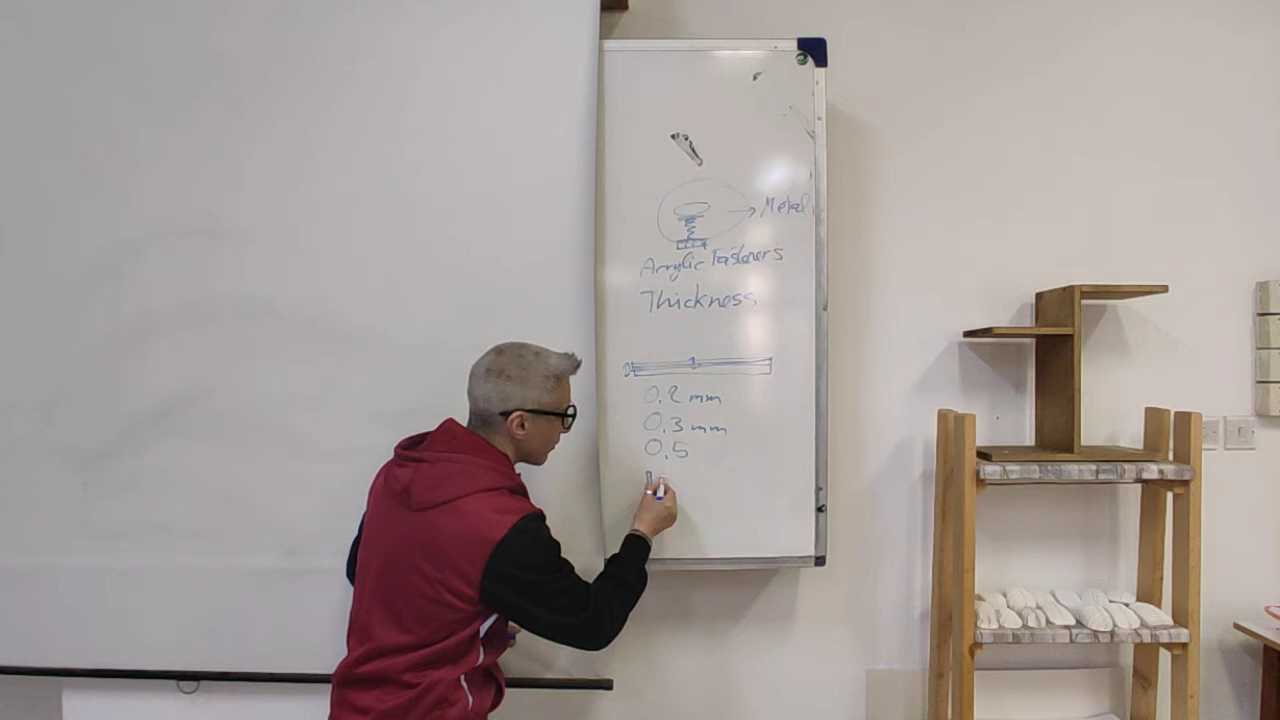 → Metal
Acrylic Fasteners
Thickness
0.2 mm
0.3 mm
0.5